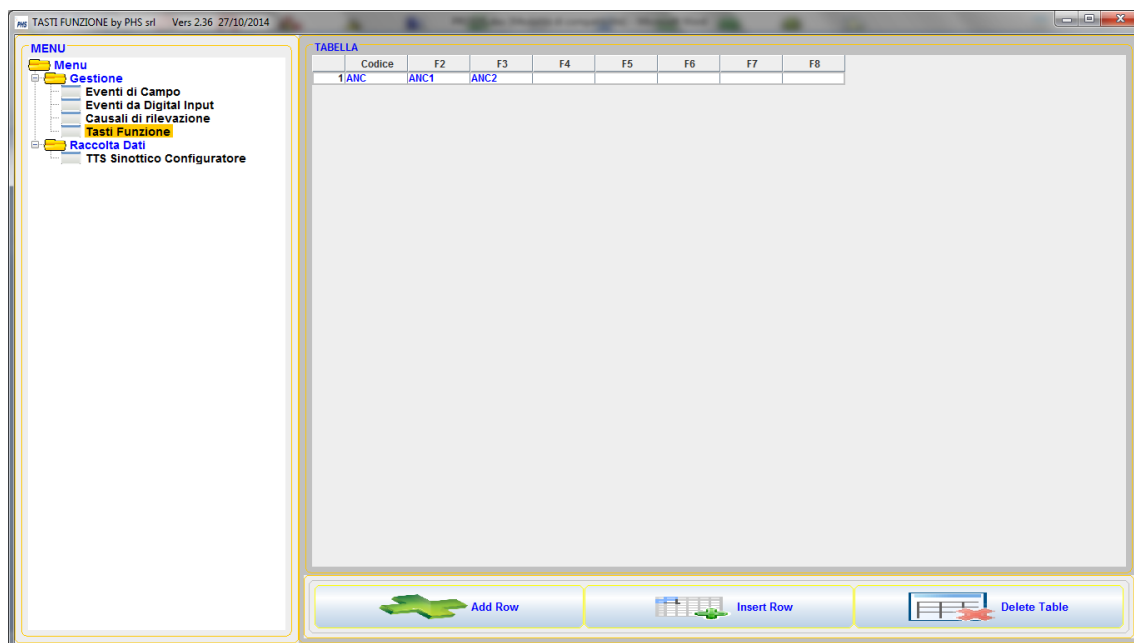 PHS TASTI FUNZIONE by PHS srl Vers 2.36 27/10/2014
MENU
Menu
Gestione
Eventi di Campo
Eventi da Digital Input
Causali di rilevazione
Tasti Funzione
Raccolta Dati
TTS Sinottico Configuratore
TABELLA
Codice F2 F3 F4 F5 F6 F7 F8
1 ANC ANC1 ANC2
Add Row Insert Row Delete Table